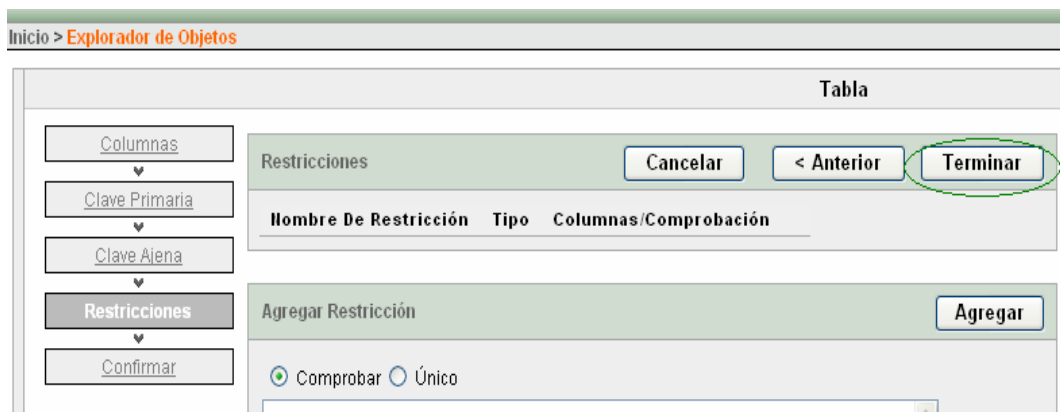 Inicio > Explorador de Objetos
Tabla
Columnas
Clave Primaria
Clave Ajena
Restricciones
Confirmar
Restricciones
Cancelar
< Anterior
Terminar
Nombre De Restricción Tipo Columnas/Comprobación
Agregar Restricción
Agregar
Comprobar Único